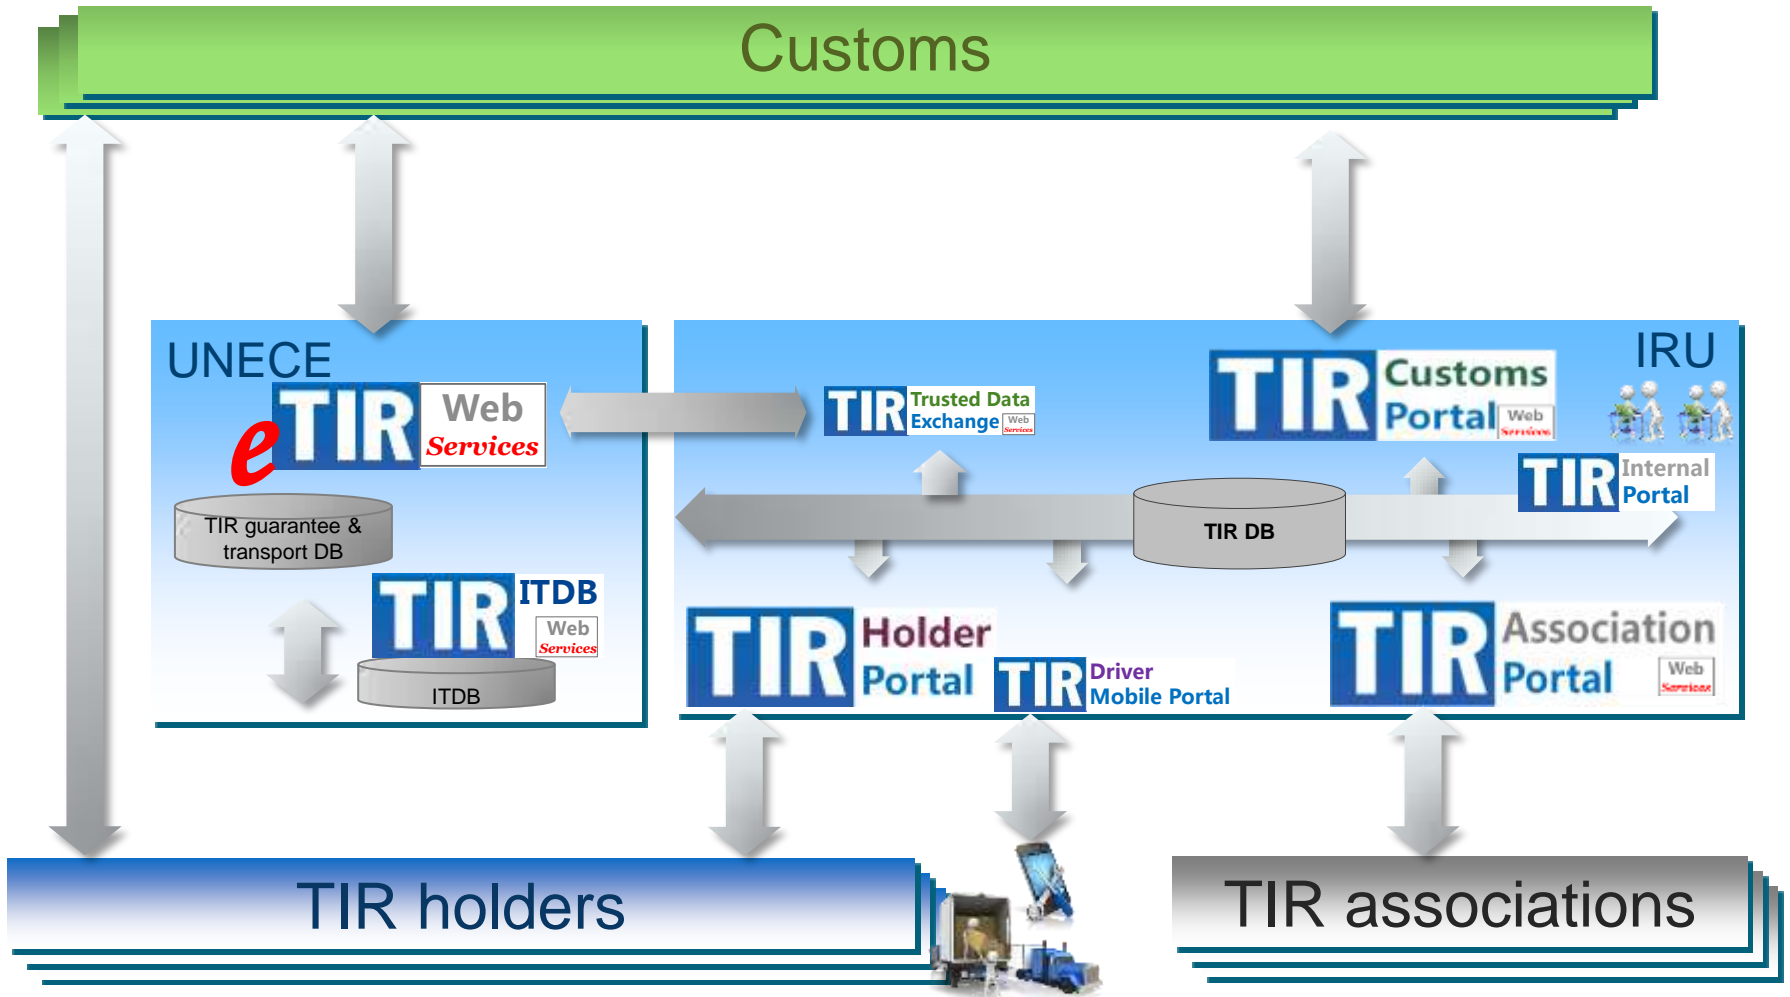 Customs
UNECE
eTIR Web
Services
TIR guarantee &
transport DB
TIR ITDB
Web
Services
ITDB
IRU
TIR Trusted Data
Exchange Web
Services
TIR Customs
Portal Web
Services
TIR Internal
Portal
TIR DB
TIR Holder
Portal
TIR Driver
Mobile Portal
TIR Association
Portal Web
Services
TIR holders
TIR associations